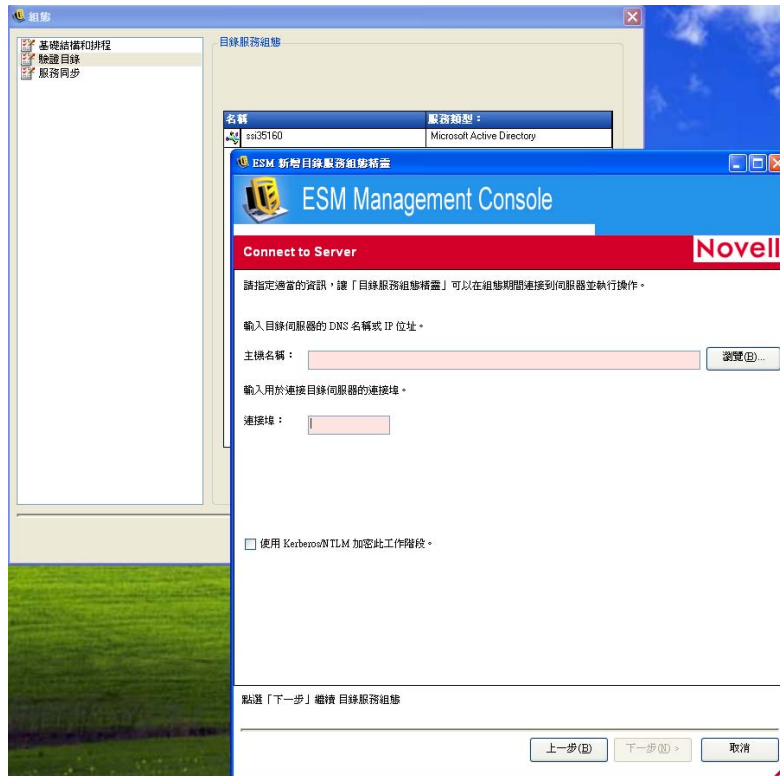 組態
基礎結構和排程
驗證目錄
服務同步
目錄服務組態
名稱 服務類型：
ssi35160 Microsoft Active Directory
ESM 新增目錄服務組態精靈
ESM Management Console
Connect to Server
Novell
請指定適當的資訊，讓「目錄服務組態精靈」可以在組態期間連接到伺服器並執行操作。
輸入目錄伺服器的 DNS 名稱或 IP 位址。
主機名稱： 瀏覽(B)...
輸入用於連接目錄伺服器的連接埠。
連接埠：
使用 Kerberos/NTLM 加密此工作階段。
點選「下一步」繼續 目錄服務組態
上一步(B) 下一步(N) > 取消